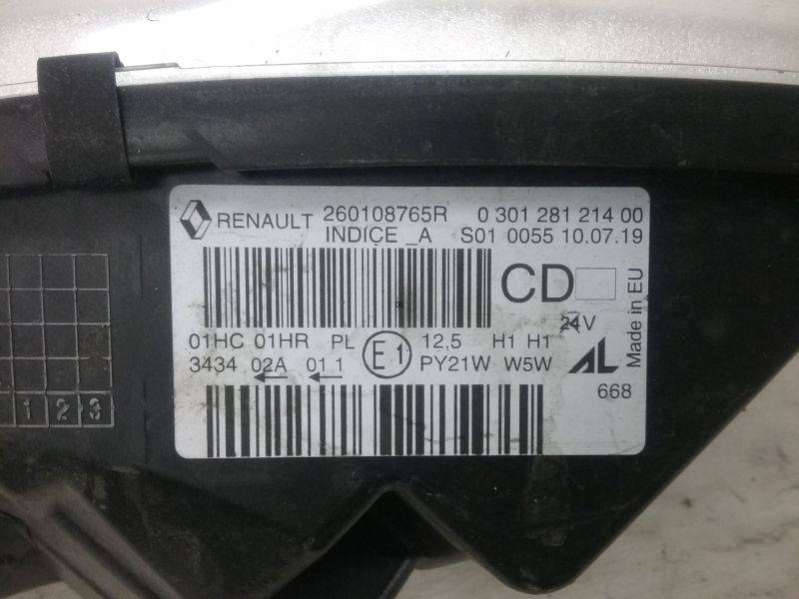 RENAULT 260108765R 0 301 281 214 00
INDICE _A S01 0055 10.07.19
CD
Made in EU
24V
01HC 01HR PL E1 12,5 H1 H1
3434 02A 01 1 PY21W W5W AL
668
1 2 3